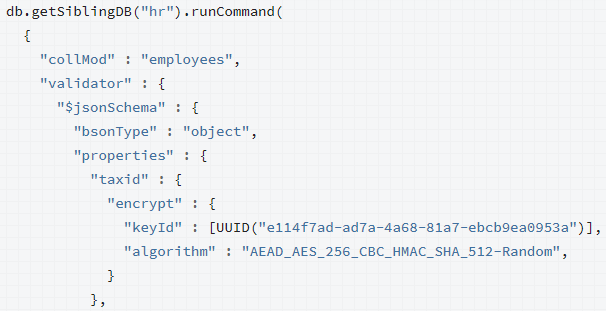 db.getSiblingDB("hr").runCommand(
{
"collMod" : "employees",
"validator" : {
"$jsonSchema" : {
"bsonType" : "object",
"properties" : {
"taxid" : {
"encrypt" : {
"keyId" : [UUID("e114f7ad-ad7a-4a68-81a7-ebcb9ea0953a")],
"algorithm" : "AEAD_AES_256_CBC_HMAC_SHA_512-Random",
}
},